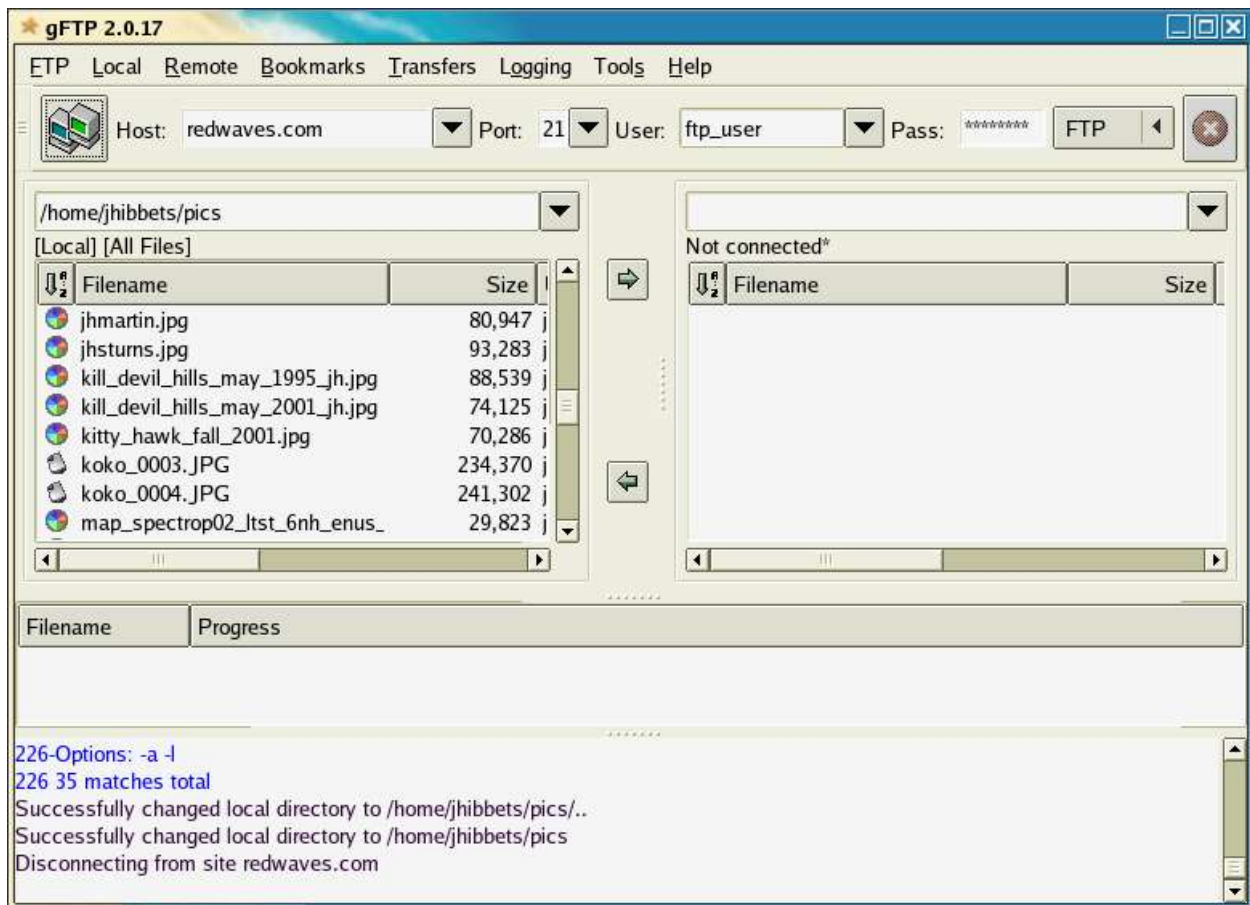 gFTP 2.0.17
FTP Local Remote Bookmarks Transfers Logging Tools Help
Host: redwaves.com Port: 21 User: ftp_user Pass: ******** FTP
/home/jhibbets/pics
[Local] [All Files]
Not connected*
Filename Size
Filename Size
jhmartin.jpg 80,947 j
jhsturns.jpg 93,283 j
kill_devil_hills_may_1995_jh.jpg 88,539 j
kill_devil_hills_may_2001_jh.jpg 74,125 j
kitty_hawk_fall_2001.jpg 70,286 j
koko_0003.JPG 234,370 j
koko_0004.JPG 241,302 j
map_spectrop02_ltst_6nh_enus_ 29,823 j
Filename Progress
226-Options: -a -l
226 35 matches total
Successfully changed local directory to /home/jhibbets/pics/..
Successfully changed local directory to /home/jhibbets/pics
Disconnecting from site redwaves.com